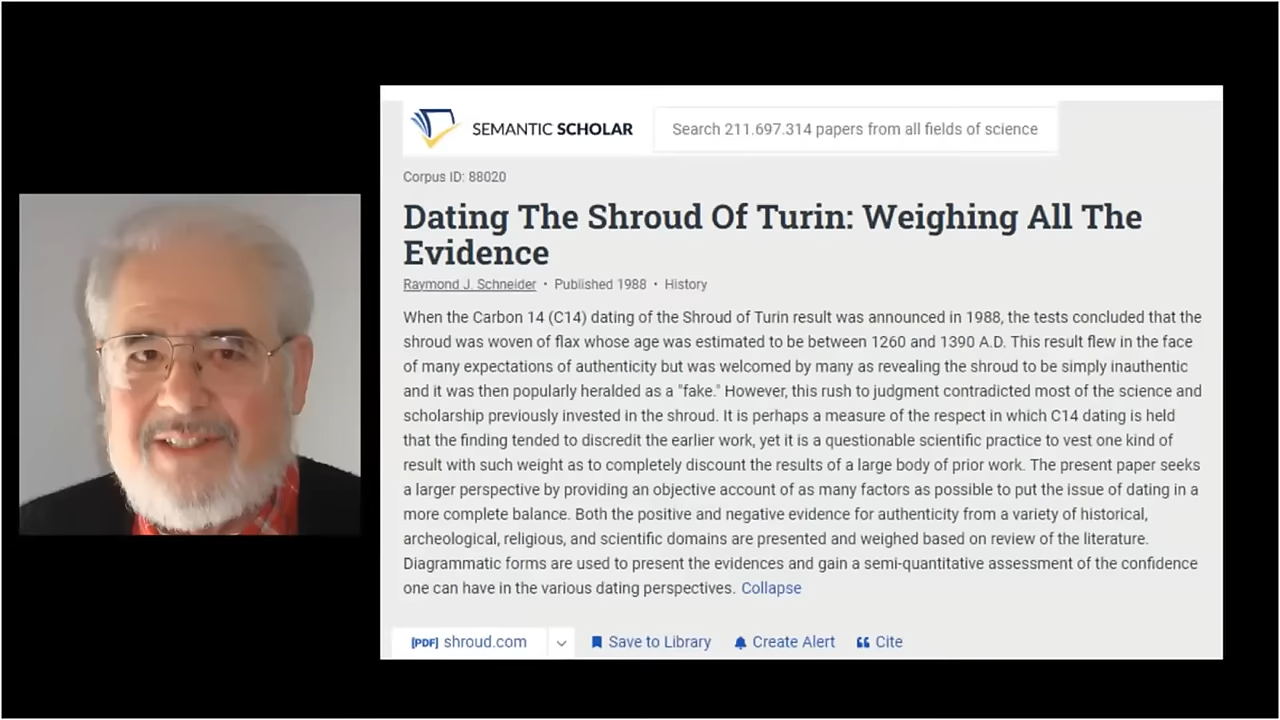 SEMANTIC SCHOLAR
Search 211.697.314 papers from all fields of science
Corpus ID: 88020
Dating The Shroud Of Turin: Weighing All The
Evidence
Raymond J. Schneider • Published 1988 • History
When the Carbon 14 (C14) dating of the Shroud of Turin result was announced in 1988, the tests concluded that the
shroud was woven of flax whose age was estimated to be between 1260 and 1390 A.D. This result flew in the face
of many expectations of authenticity but was welcomed by many as revealing the shroud to be simply inauthentic
and it was then popularly heralded as a "fake." However, this rush to judgment contradicted most of the science and
scholarship previously invested in the shroud. It is perhaps a measure of the respect in which C14 dating is held
that the finding tended to discredit the earlier work, yet it is a questionable scientific practice to vest one kind of
result with such weight as to completely discount the results of a large body of prior work. The present paper seeks
a larger perspective by providing an objective account of as many factors as possible to put the issue of dating in a
more complete balance. Both the positive and negative evidence for authenticity from a variety of historical,
archeological, religious, and scientific domains are presented and weighed based on review of the literature.
Diagrammatic forms are used to present the evidences and gain a semi-quantitative assessment of the confidence
one can have in the various dating perspectives. Collapse
[PDF] shroud.com
Save to Library
Create Alert
Cite